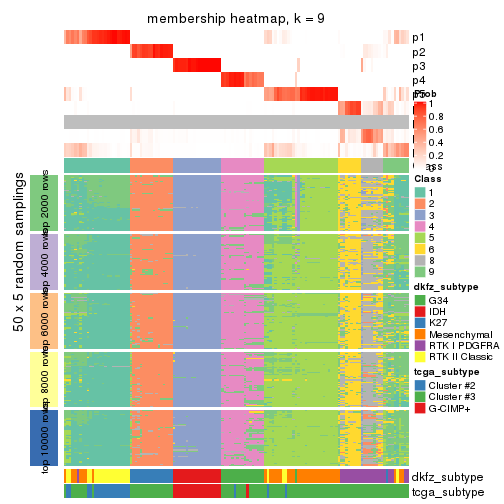 membership heatmap, k = 9
p1
p2
p3
p4
Prob
1
0.8
0.6
0.4
0.2
0
Class
1
2
3
4
5
6
8
9
dkfz_subtype
G34
IDH
K27
Mesenchymal
RTK I PDGFRA
RTK II Classic
tcga_subtype
Cluster #2
Cluster #3
G-CIMP+
50 x 5 random samplings
top 2000 rows
top 4000 rows
top 6000 rows
top 8000 rows
top 10000 rows
dkfz_subtype
tcga_subtype